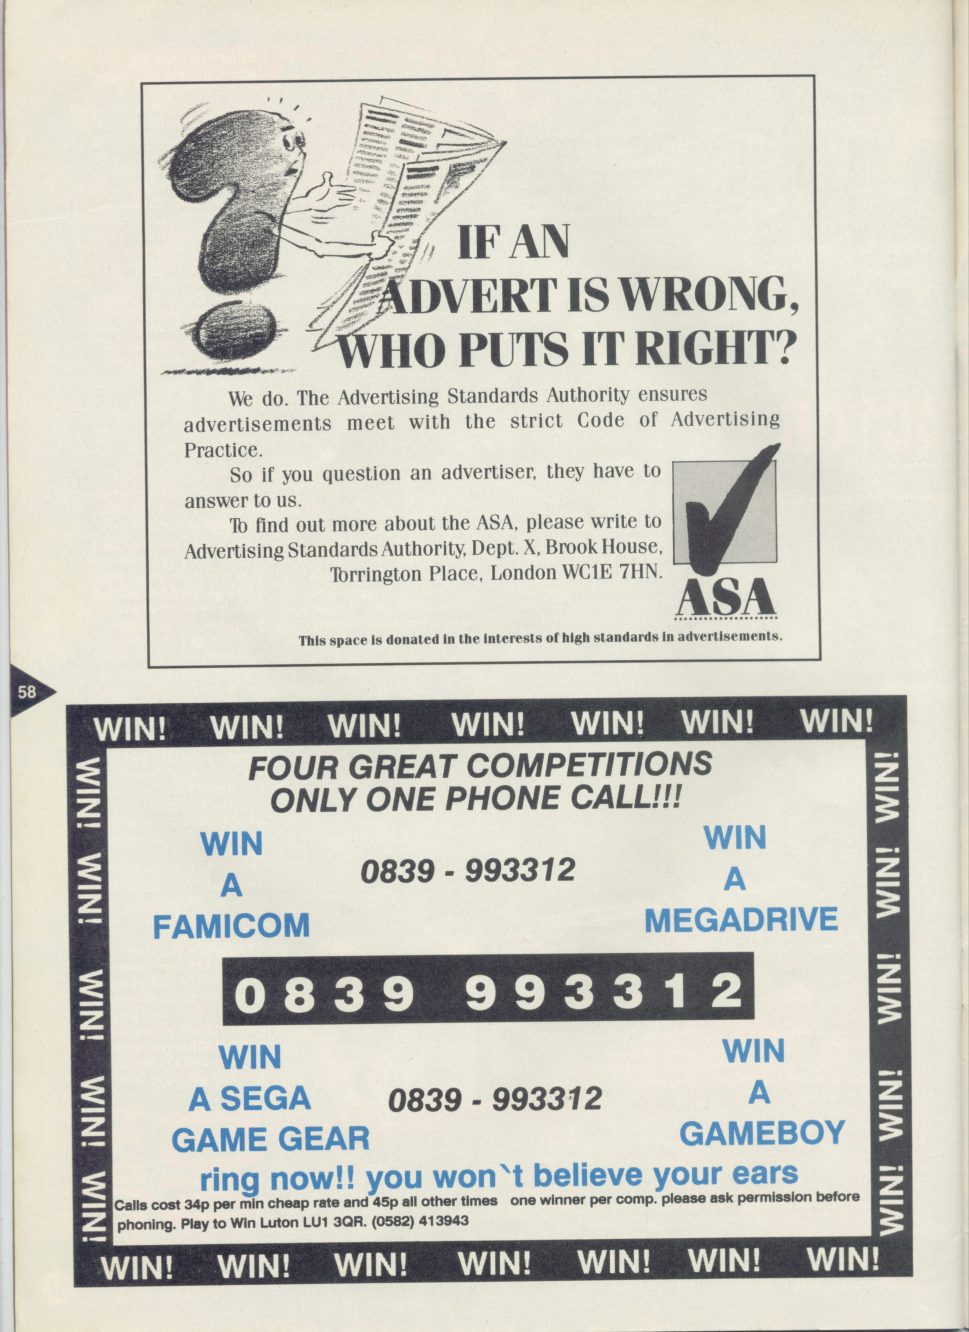 IF AN
ADVERT IS WRONG,
WHO PUTS IT RIGHT?
We do. The Advertising Standards Authority ensures
advertisements meet with the strict Code of Advertising
Practice.
So if you question an advertiser, they have to
answer to us.
To find out more about the ASA, please write to
Advertising Standards Authority, Dept. X, Brook House,
Torrington Place, London WC1E 7HN.
ASA
This space is donated in the interests of high standards in advertisements.
58
WIN! WIN! WIN! WIN! WIN! WIN! WIN!
WIN! WIN! WIN! WIN! WIN!
FOUR GREAT COMPETITIONS
ONLY ONE PHONE CALL!!!
WIN
A
FAMICOM
0839 - 993312
WIN
A
MEGADRIVE
0839 993312
WIN
A SEGA
GAME GEAR
0839 - 993312
WIN
A
GAMEBOY
ring now!! you won`t believe your ears
Calls cost 34p per min cheap rate and 45p all other times one winner per comp. please ask permission before
phoning. Play to Win Luton LU1 3QR. (0582) 413943
WIN! WIN! WIN! WIN! WIN!
WIN! WIN! WIN! WIN! WIN! WIN! WIN!